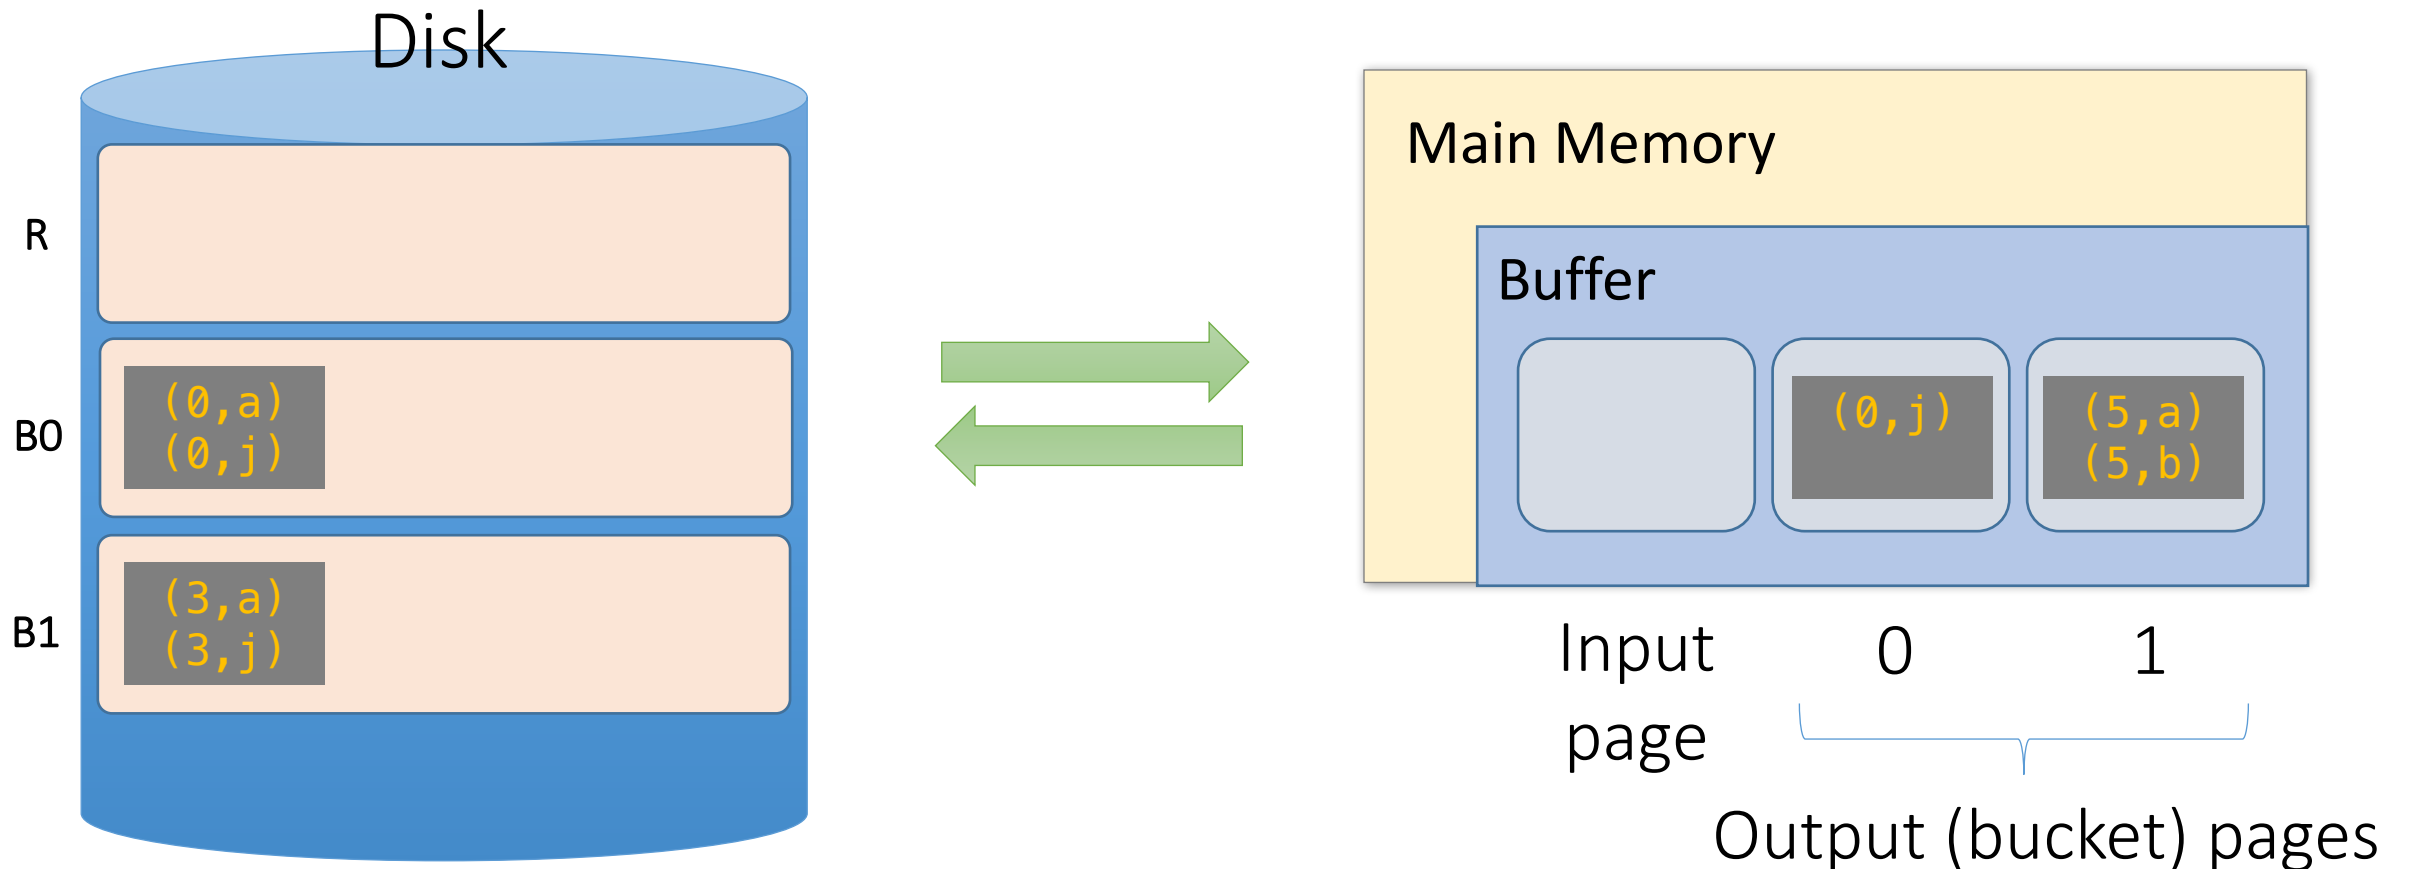 Disk
R
B0
(0,a)
(0,j)
B1
(3,a)
(3,j)
Main Memory
Buffer
(0,j)
(5,a)
(5,b)
Input
page
0
1
Output (bucket) pages